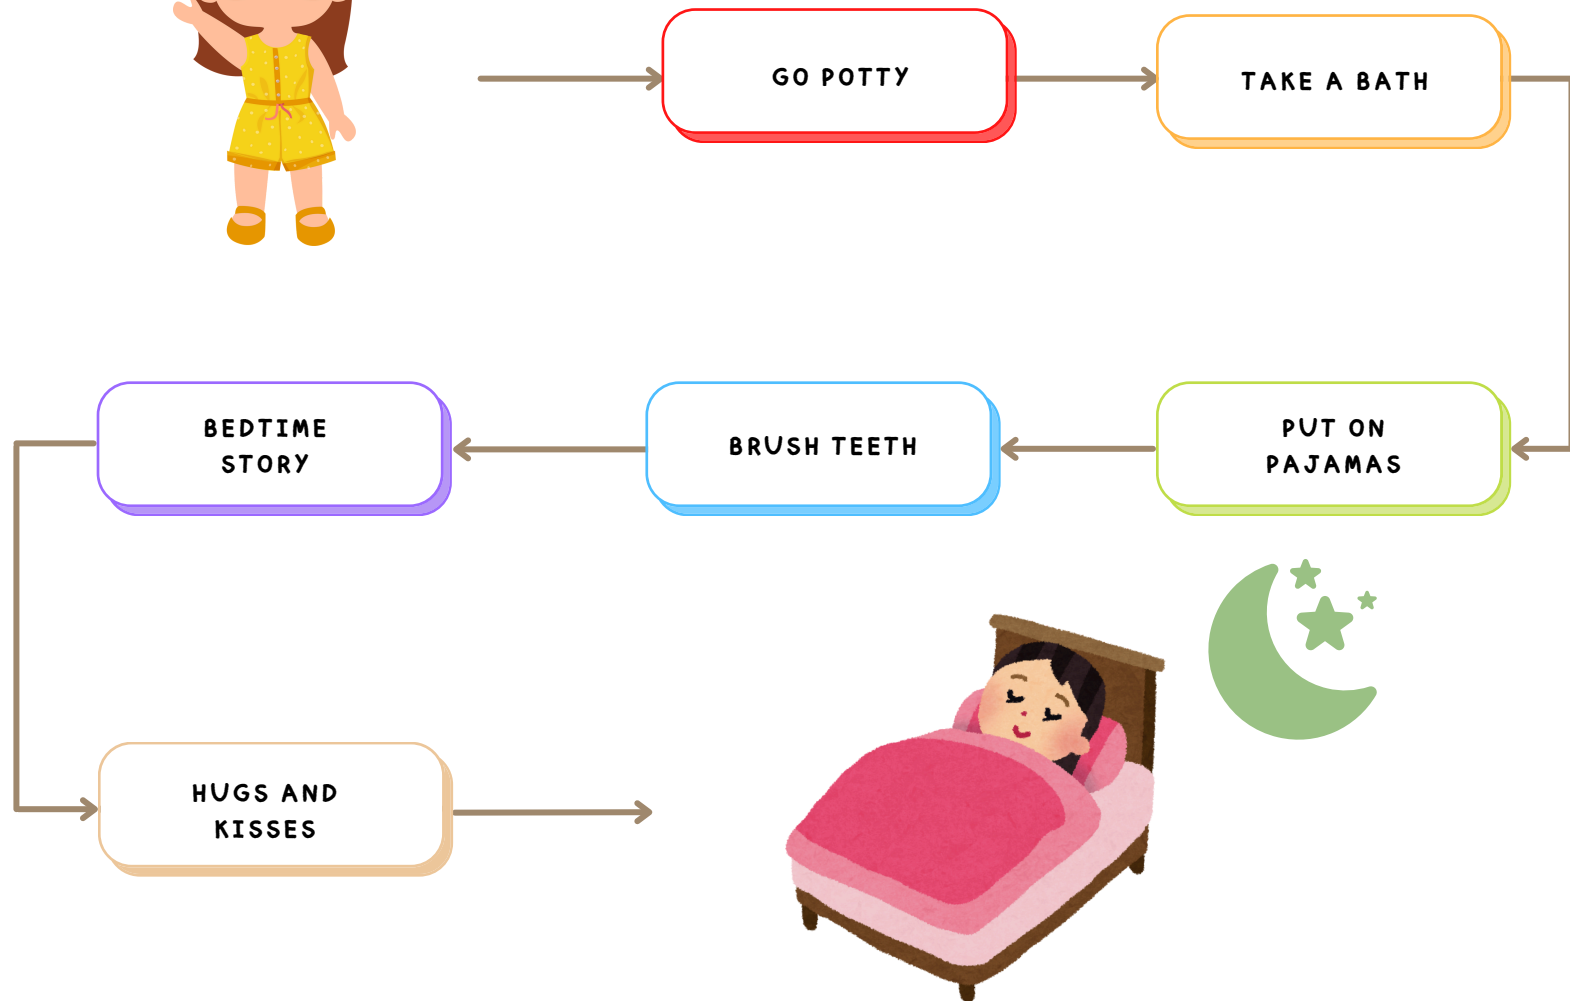 GO POTTY
TAKE A BATH
PUT ON
PAJAMAS
BRUSH TEETH
BEDTIME
STORY
HUGS AND
KISSES